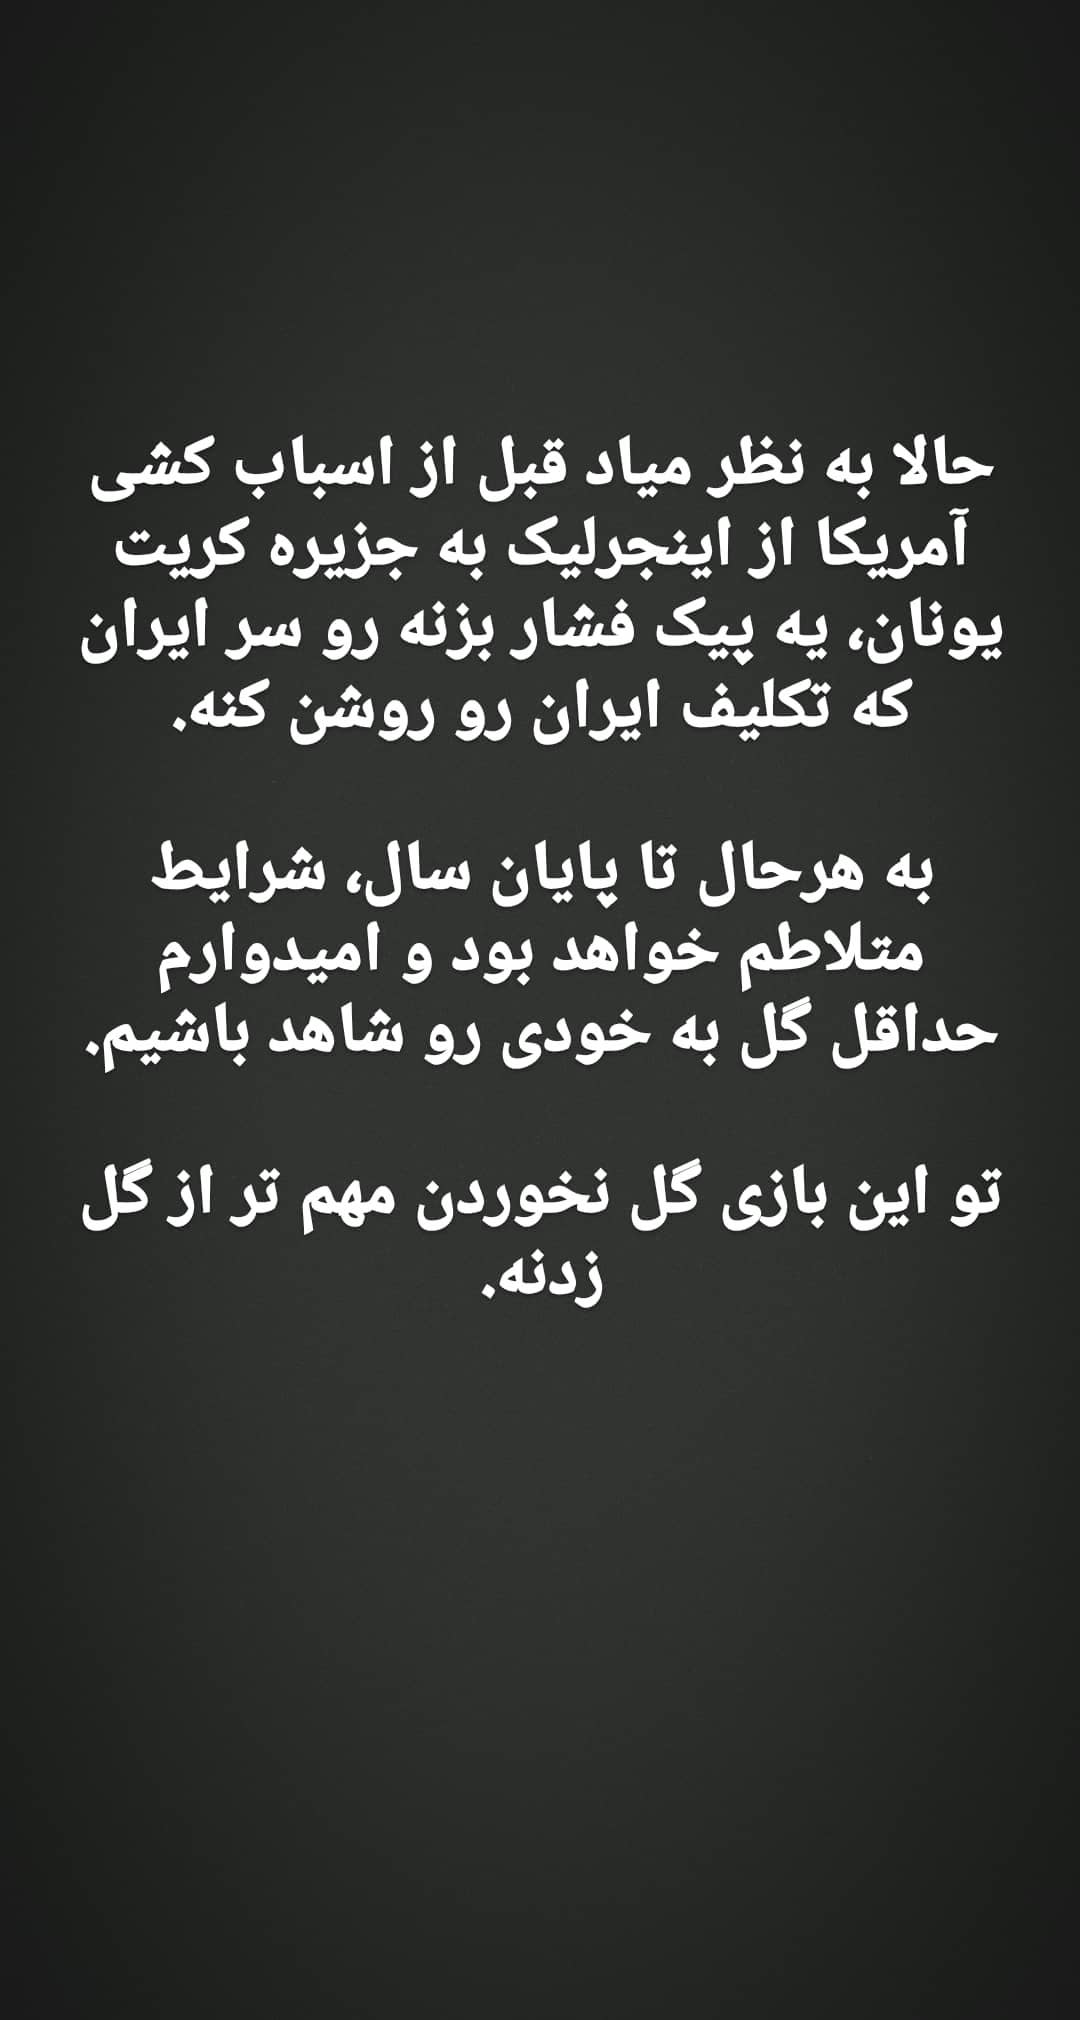 حالا به نظر میاد قبل از اسباب کشی
آمریکا از اینجرلیک به جزیره کریت
یونان، یه پیک فشار بزنه رو سر ایران
که تکلیف ایران رو روشن کنه.
به هرحال تا پایان سال، شرایط
متلاطم خواهد بود و امیدوارم
حداقل گل به خودی رو شاهد باشیم.
تو این بازی گل نخوردن مهم تر از گل
زدنه.